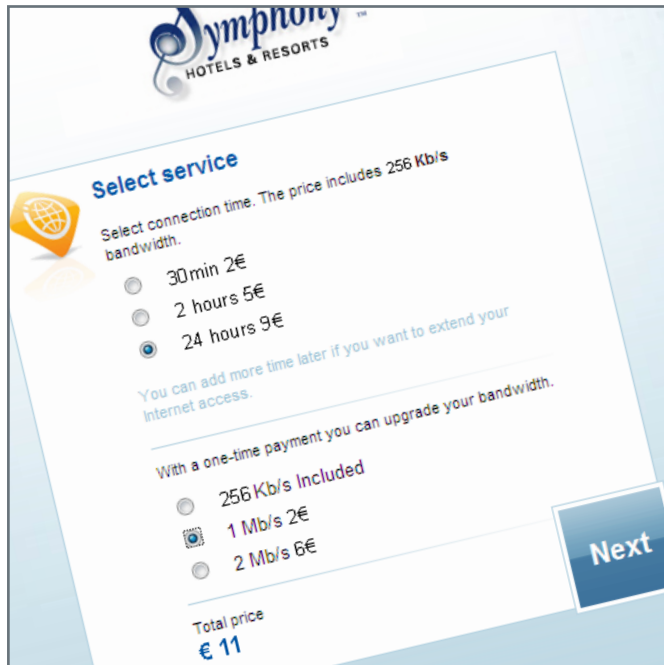 Symphony ™
HOTELS & RESORTS
Select service
Select connection time. The price includes 256 Kb/s
bandwidth.
30min 2€
2 hours 5€
24 hours 9€
You can add more time later if you want to extend your
Internet access.
With a one-time payment you can upgrade your bandwidth.
256 Kb/s Included
1 Mb/s 2€
2 Mb/s 6€
Next
Total price
€ 11